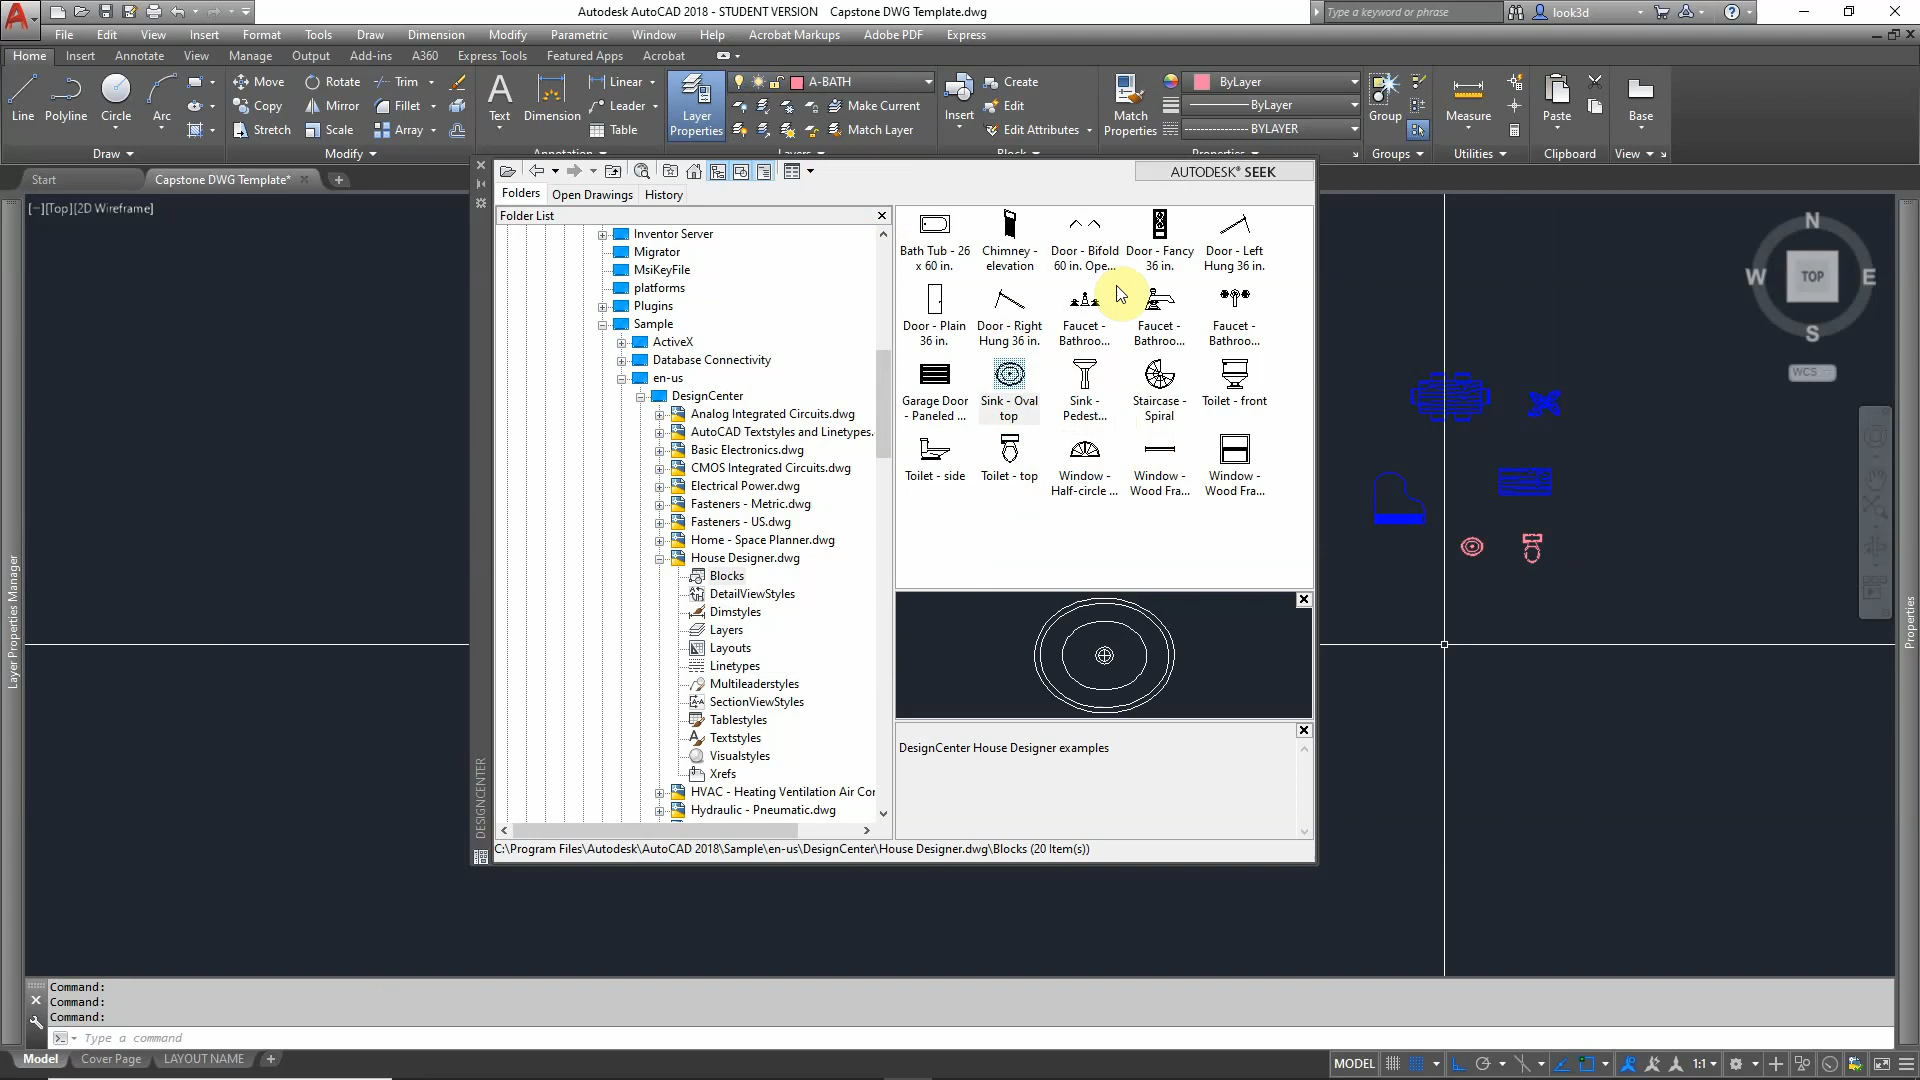 Autodesk AutoCAD 2018 - STUDENT VERSION    Capstone DWG Template.dwg
Type a keyword or phrase
look3d
File Edit View Insert Format Tools Draw Dimension Modify Parametric Window Help Acrobat Markups Adobe PDF Express
Home Insert Annotate View Manage Output Add-ins A360 Express Tools Featured Apps Acrobat
Line
Polyline
Circle
Arc
Move
Rotate
Trim
Copy
Mirror
Fillet
Stretch
Scale
Array
Text
Dimension
Linear
Leader
Table
Layer Properties
A-BATH
Make Current
Match Layer
Insert
Create
Edit
Edit Attributes
Match Properties
ByLayer
ByLayer
BYLAYER
Group
Measure
Paste
Base
Draw
Modify
Groups
Utilities
Clipboard
View
Start
Capstone DWG Template*
[−][Top][2D Wireframe]
AUTODESK® SEEK
Folders
Open Drawings
History
Folder List
Inventor Server
Migrator
MsiKeyFile
platforms
Plugins
Sample
ActiveX
Database Connectivity
en-us
DesignCenter
Analog Integrated Circuits.dwg
AutoCAD Textstyles and Linetypes.
Basic Electronics.dwg
CMOS Integrated Circuits.dwg
Electrical Power.dwg
Fasteners - Metric.dwg
Fasteners - US.dwg
Home - Space Planner.dwg
House Designer.dwg
Blocks
DetailViewStyles
Dimstyles
Layers
Layouts
Linetypes
Multileaderstyles
SectionViewStyles
Tablestyles
Textstyles
Visualstyles
Xrefs
HVAC - Heating Ventilation Air Cor
Hydraulic - Pneumatic.dwg
Bath Tub - 26 x 60 in.
Chimney - elevation
Door - Bifold 60 in. Ope...
Door - Fancy 36 in.
Door - Left Hung 36 in.
Door - Plain 36 in.
Door - Right Hung 36 in.
Faucet - Bathroo...
Faucet - Bathroo...
Faucet - Bathroo...
Garage Door - Paneled ...
Sink - Oval top
Sink - Pedest...
Staircase - Spiral
Toilet - front
Toilet - side
Toilet - top
Window - Half-circle ...
Window - Wood Fra...
Window - Wood Fra...
DesignCenter House Designer examples
C:\Program Files\Autodesk\AutoCAD 2018\Sample\en-us\DesignCenter\House Designer.dwg\Blocks (20 Item(s))
DESIGNCENTER
Layer Properties Manager
Properties
N
W
TOP
E
S
WCS
Command:
Command:
Command:
Type a command
Model
Cover Page
LAYOUT NAME
MODEL
1:1